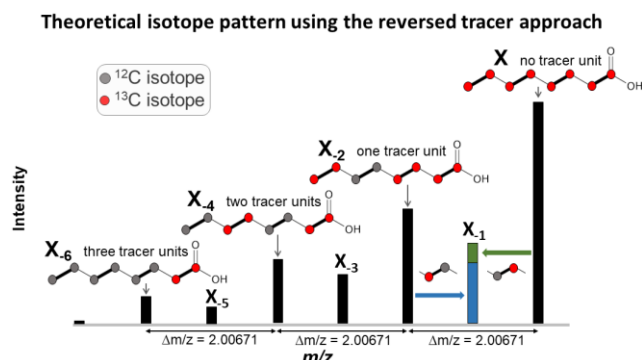 Theoretical isotope pattern using the reversed tracer approach
¹²C isotope
¹³C isotope
X no tracer unit
O
OH
X₋₂ one tracer unit
O
OH
X₋₄ two tracer units
O
OH
X₋₆ three tracer units
O
OH
X₋₅
X₋₃
X₋₁
Intensity
Δm/z = 2.00671
Δm/z = 2.00671
Δm/z = 2.00671
m/z